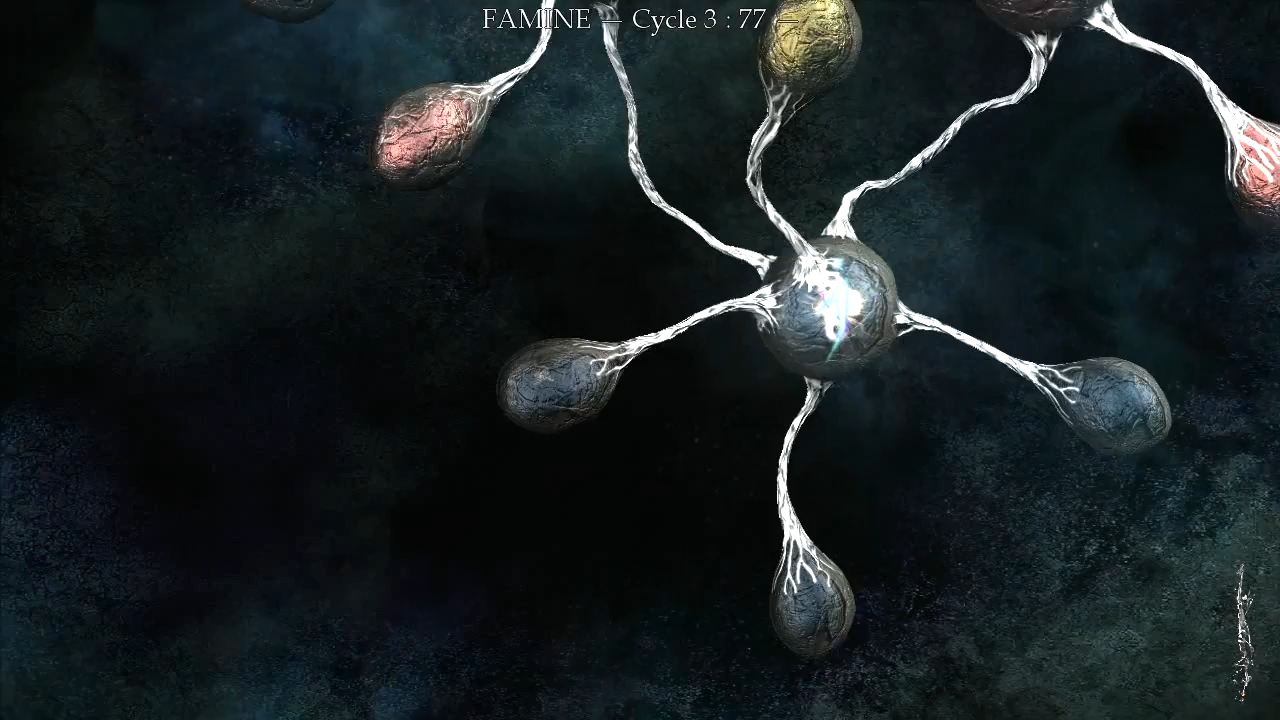 FAMINE — Cycle 3 : 77 —